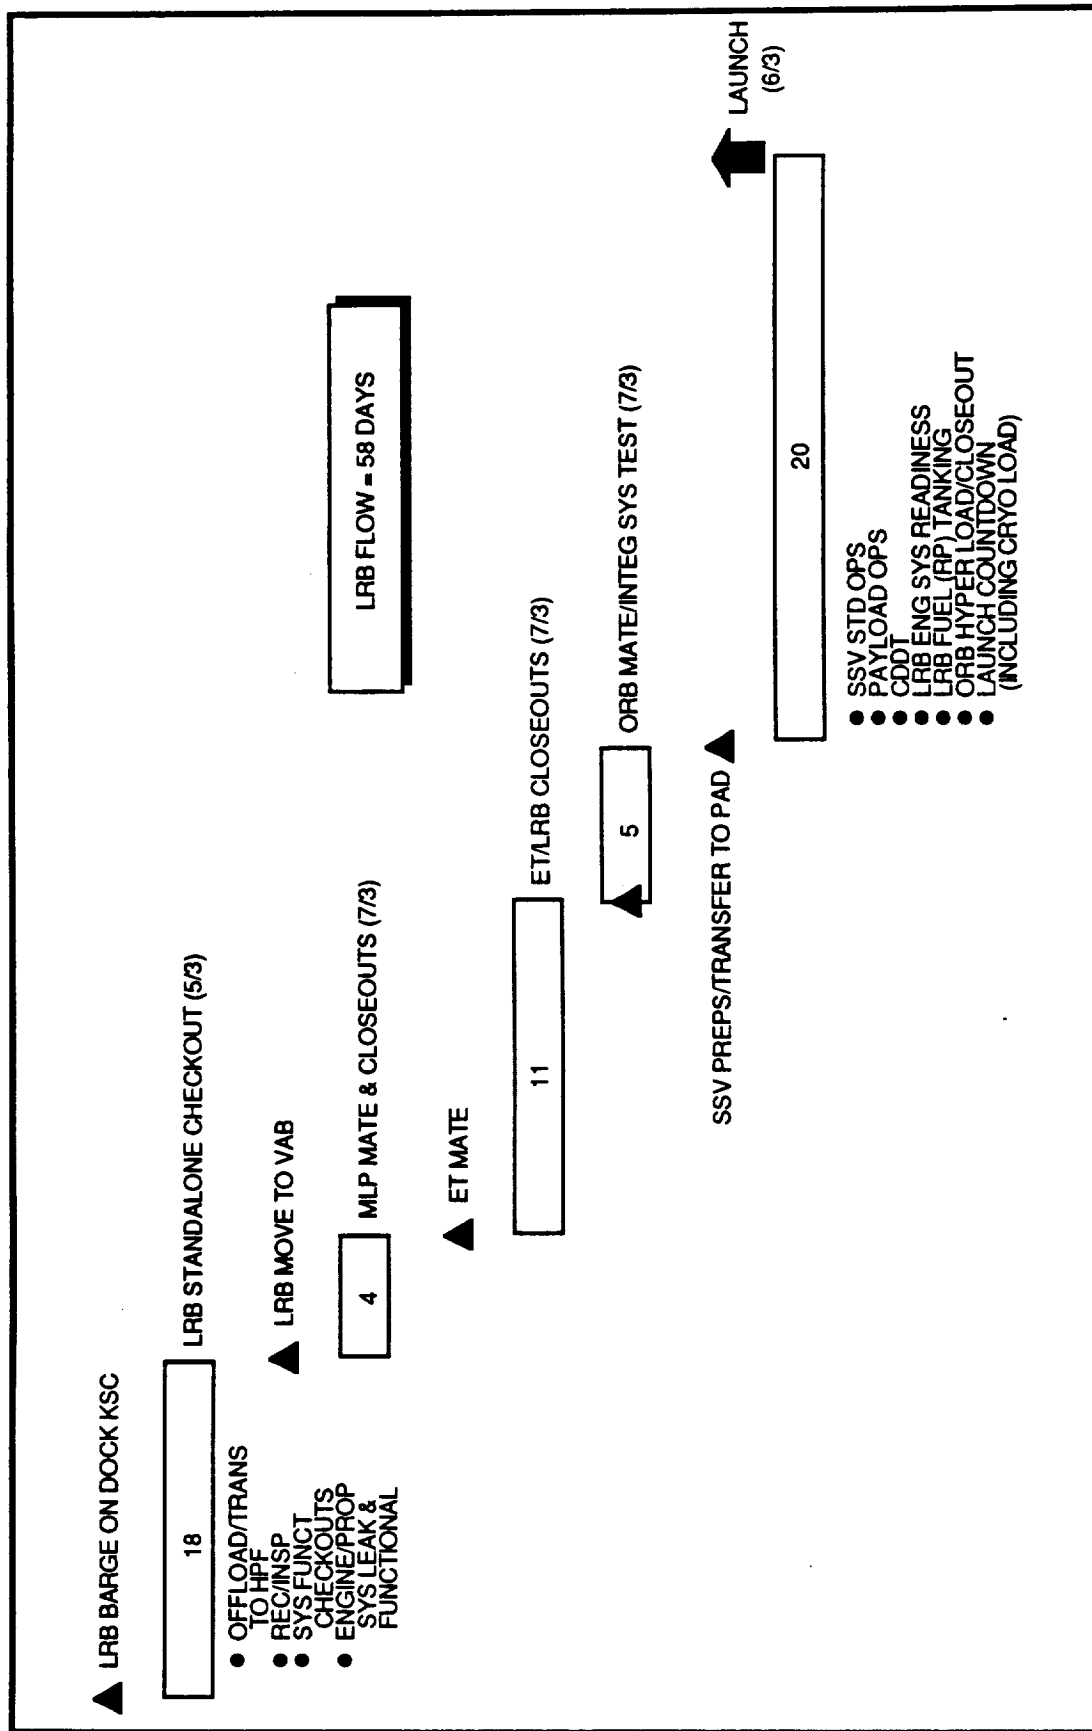 LRB BARGE ON DOCK KSC
18
LRB STANDALONE CHECKOUT (5/3)
● OFFLOAD/TRANS
TO HPF
● REC/INSP
● SYS FUNCT
CHECKOUTS
● ENGINE/PROP
SYS LEAK &
FUNCTIONAL
LRB MOVE TO VAB
4
MLP MATE & CLOSEOUTS (7/3)
LRB FLOW = 58 DAYS
ET MATE
11
ET/LRB CLOSEOUTS (7/3)
5
ORB MATE/INTEG SYS TEST (7/3)
SSV PREPS/TRANSFER TO PAD
LAUNCH
(6/3)
20
● SSV STD OPS
● PAYLOAD OPS
● CDDT
● LRB ENG SYS READINESS
● LRB FUEL (RP) TANKING
● ORB HYPER LOAD/CLOSEOUT
● LAUNCH COUNTDOWN
(INCLUDING CRYO LOAD)